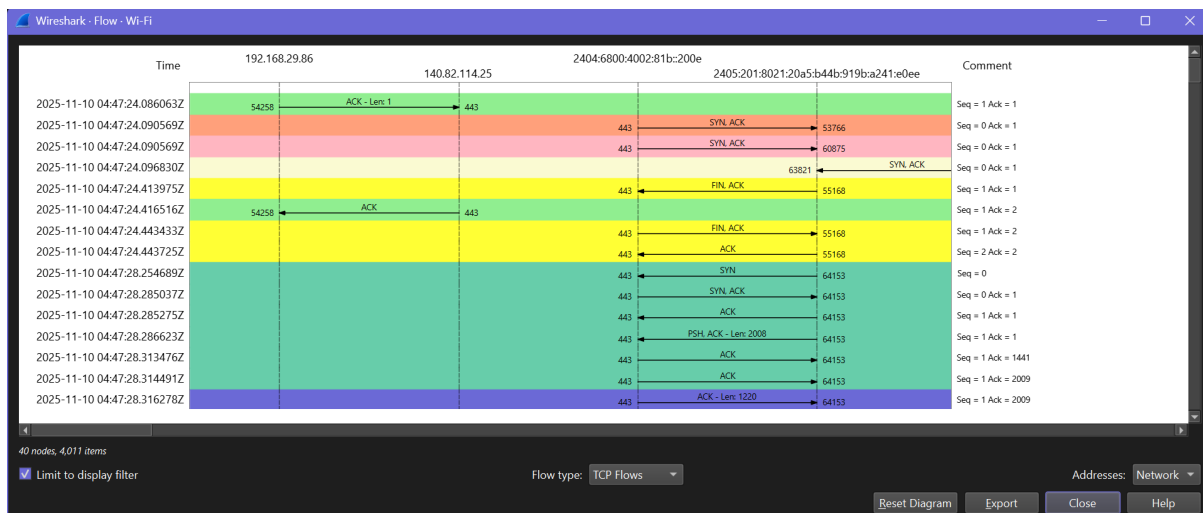 Wireshark · Flow · Wi-Fi
Time 192.168.29.86 140.82.114.25 2404:6800:4002:81b::200e 2405:201:8021:20a5:b44b:919b:a241:e0ee Comment
2025-11-10 04:47:24.086063Z 54258 ACK - Len: 1 443 Seq = 1 Ack = 1
2025-11-10 04:47:24.090569Z 443 SYN, ACK 53766 Seq = 0 Ack = 1
2025-11-10 04:47:24.090569Z 443 SYN, ACK 60875 Seq = 0 Ack = 1
2025-11-10 04:47:24.096830Z 63821 SYN, ACK Seq = 0 Ack = 1
2025-11-10 04:47:24.413975Z 443 FIN, ACK 55168 Seq = 1 Ack = 1
2025-11-10 04:47:24.416516Z 54258 ACK 443 Seq = 1 Ack = 2
2025-11-10 04:47:24.443433Z 443 FIN, ACK 55168 Seq = 1 Ack = 2
2025-11-10 04:47:24.443725Z 443 ACK 55168 Seq = 2 Ack = 2
2025-11-10 04:47:28.254689Z 443 SYN 64153 Seq = 0
2025-11-10 04:47:28.285037Z 443 SYN, ACK 64153 Seq = 0 Ack = 1
2025-11-10 04:47:28.285275Z 443 ACK 64153 Seq = 1 Ack = 1
2025-11-10 04:47:28.286623Z 443 PSH, ACK - Len: 2008 64153 Seq = 1 Ack = 1
2025-11-10 04:47:28.313476Z 443 ACK 64153 Seq = 1 Ack = 1441
2025-11-10 04:47:28.314491Z 443 ACK 64153 Seq = 1 Ack = 2009
2025-11-10 04:47:28.316278Z 443 ACK - Len: 1220 64153 Seq = 1 Ack = 2009
40 nodes, 4,011 items
Limit to display filter Flow type: TCP Flows Addresses: Network
Reset Diagram Export Close Help